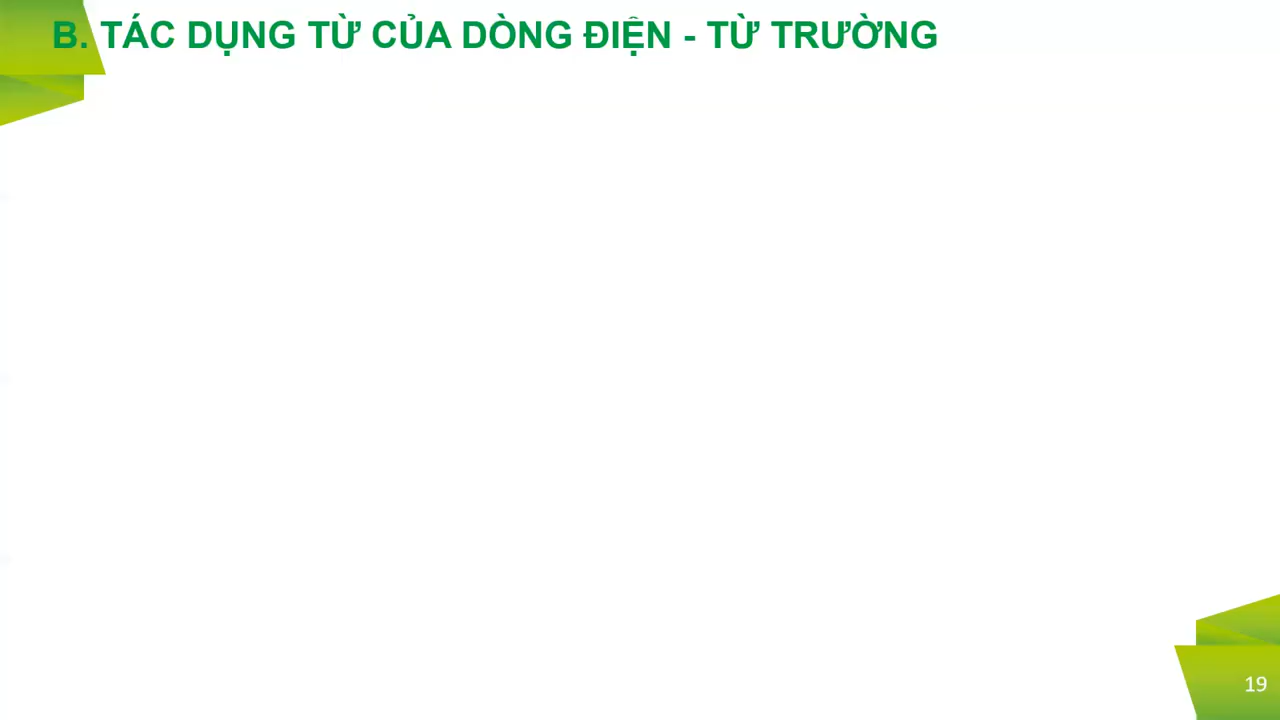 B. TÁC DỤNG TỪ CỦA DÒNG ĐIỆN - TỪ TRƯỜNG
19